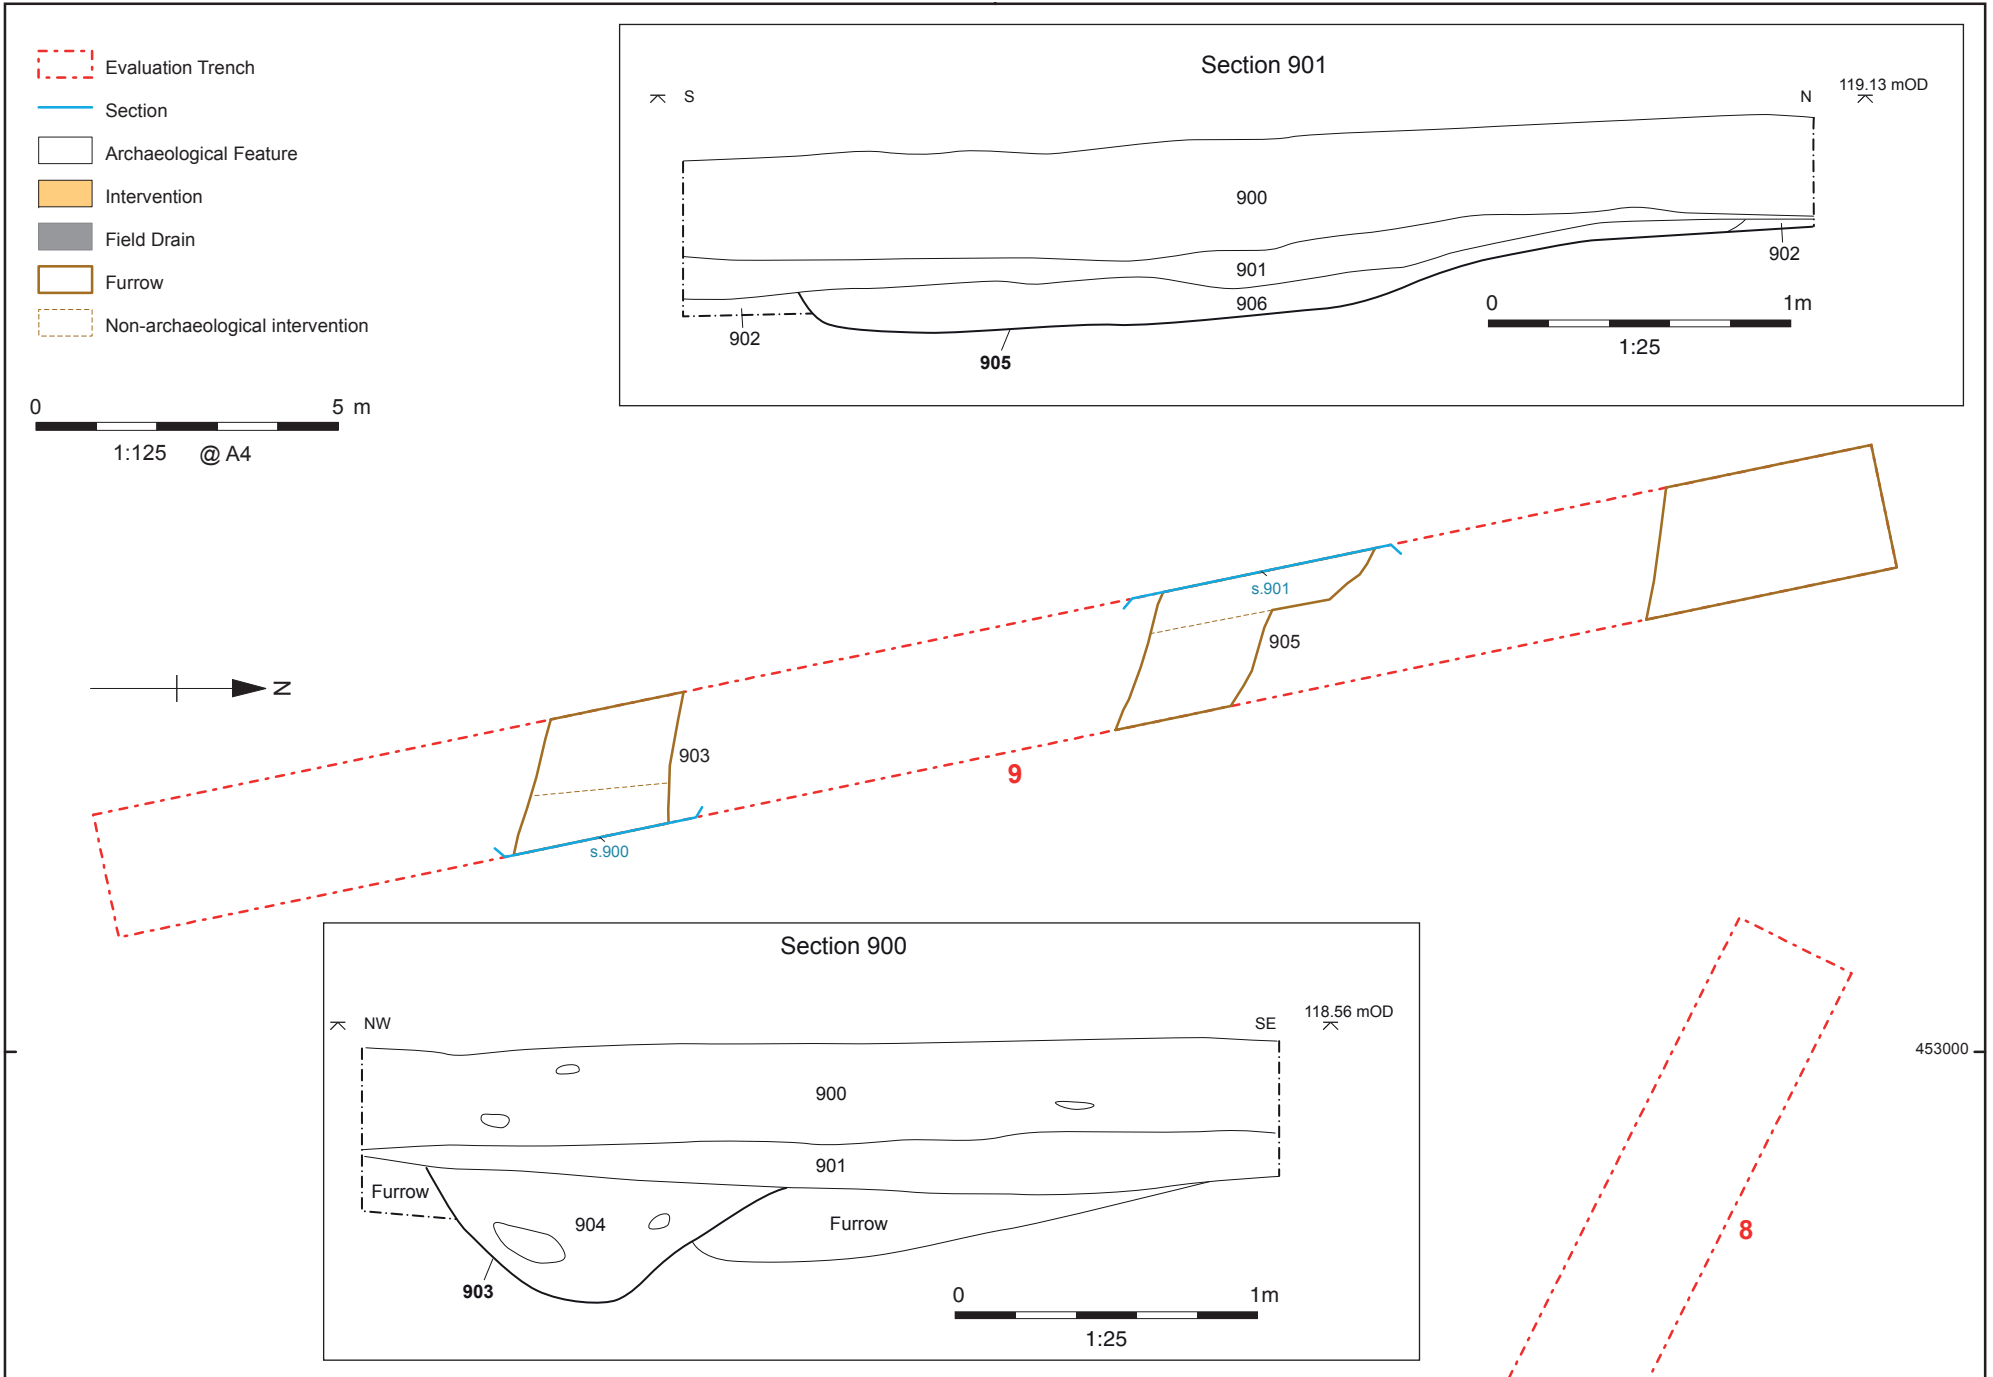 Evaluation Trench
Section
Archaeological Feature
Intervention
Field Drain
Furrow
Non-archaeological intervention
0 5 m
1:125 @ A4
Section 901
S
N
119.13 mOD
900
901
906
902
902
905
0 1m
1:25
s.901
905
N
903
9
s.900
Section 900
NW
SE
118.56 mOD
900
901
Furrow
904
Furrow
903
0 1m
1:25
453000
8